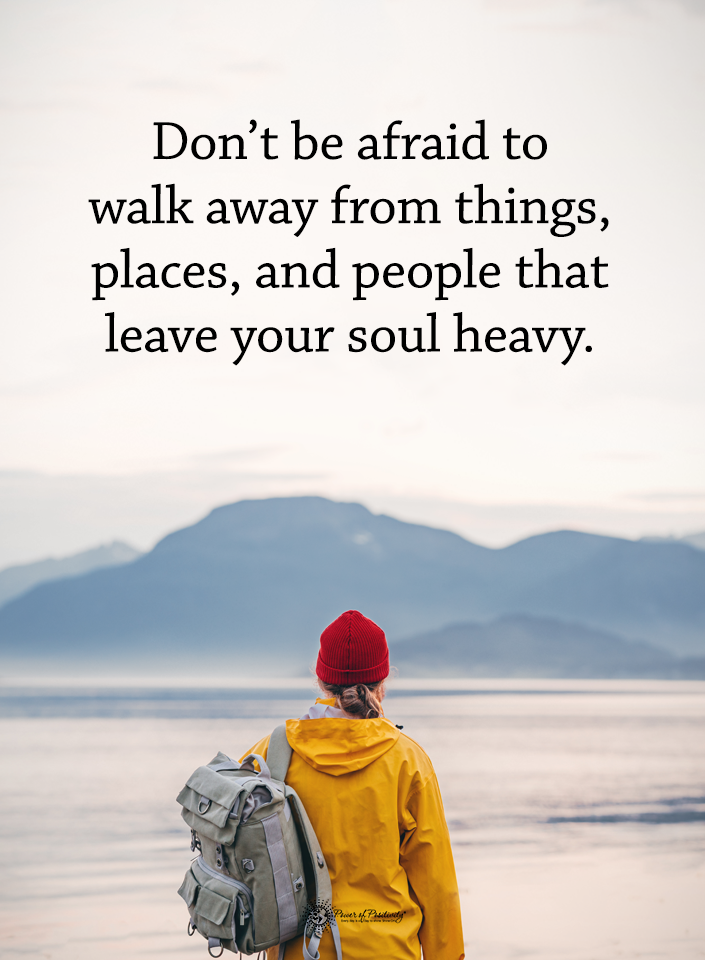 Don’t be afraid to
walk away from things,
places, and people that
leave your soul heavy.
Power of Positivity